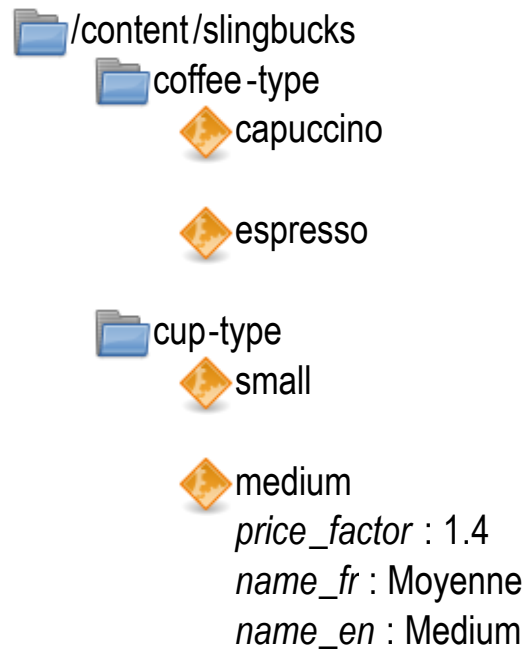 /content/slingbucks
coffee-type
capuccino
espresso
cup-type
small
medium
price_factor : 1.4
name_fr : Moyenne
name_en : Medium